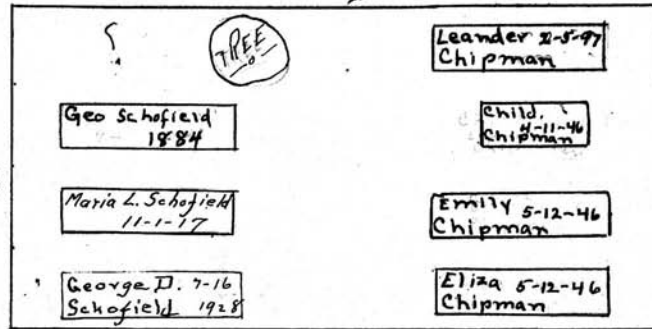 ?
TREE
Leander 2-5-97
Chipman
Geo Schofield
1884
Child.
4-11-46
Chipman
Maria L. Schofield
11-1-17
Emily 5-12-46
Chipman
George D. 7-16
Schofield 1928
Eliza 5-12-46
Chipman